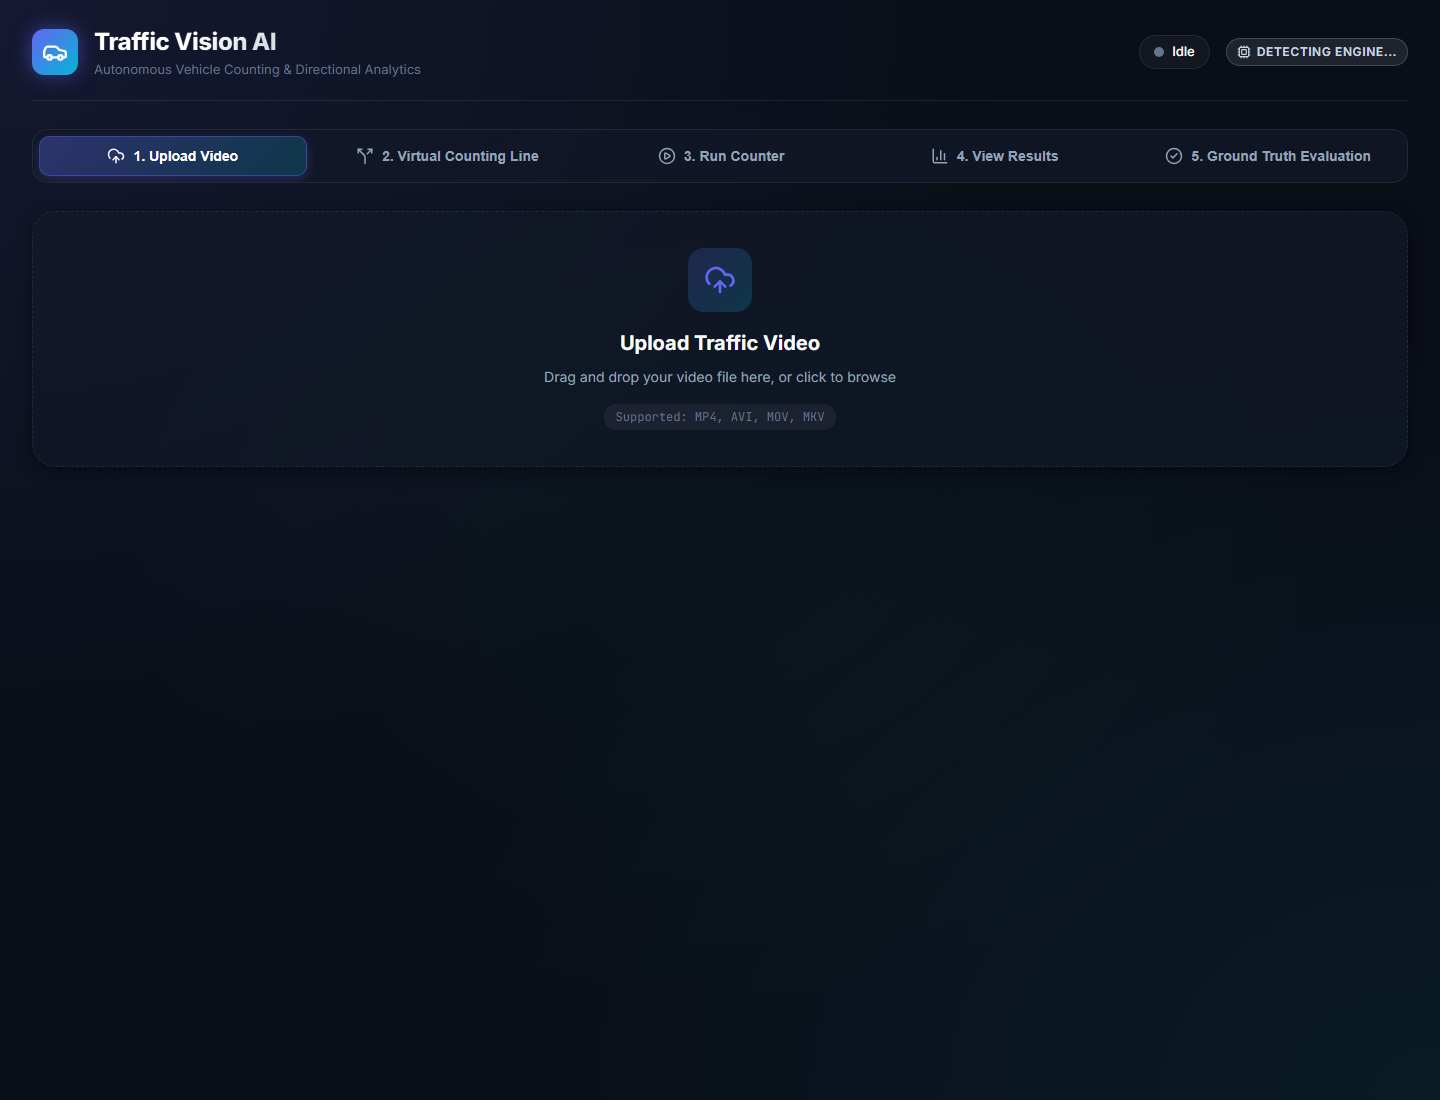 Traffic Vision AI
Autonomous Vehicle Counting & Directional Analytics
Idle
DETECTING ENGINE...
1. Upload Video
2. Virtual Counting Line
3. Run Counter
4. View Results
5. Ground Truth Evaluation
Upload Traffic Video
Drag and drop your video file here, or click to browse
Supported: MP4, AVI, MOV, MKV